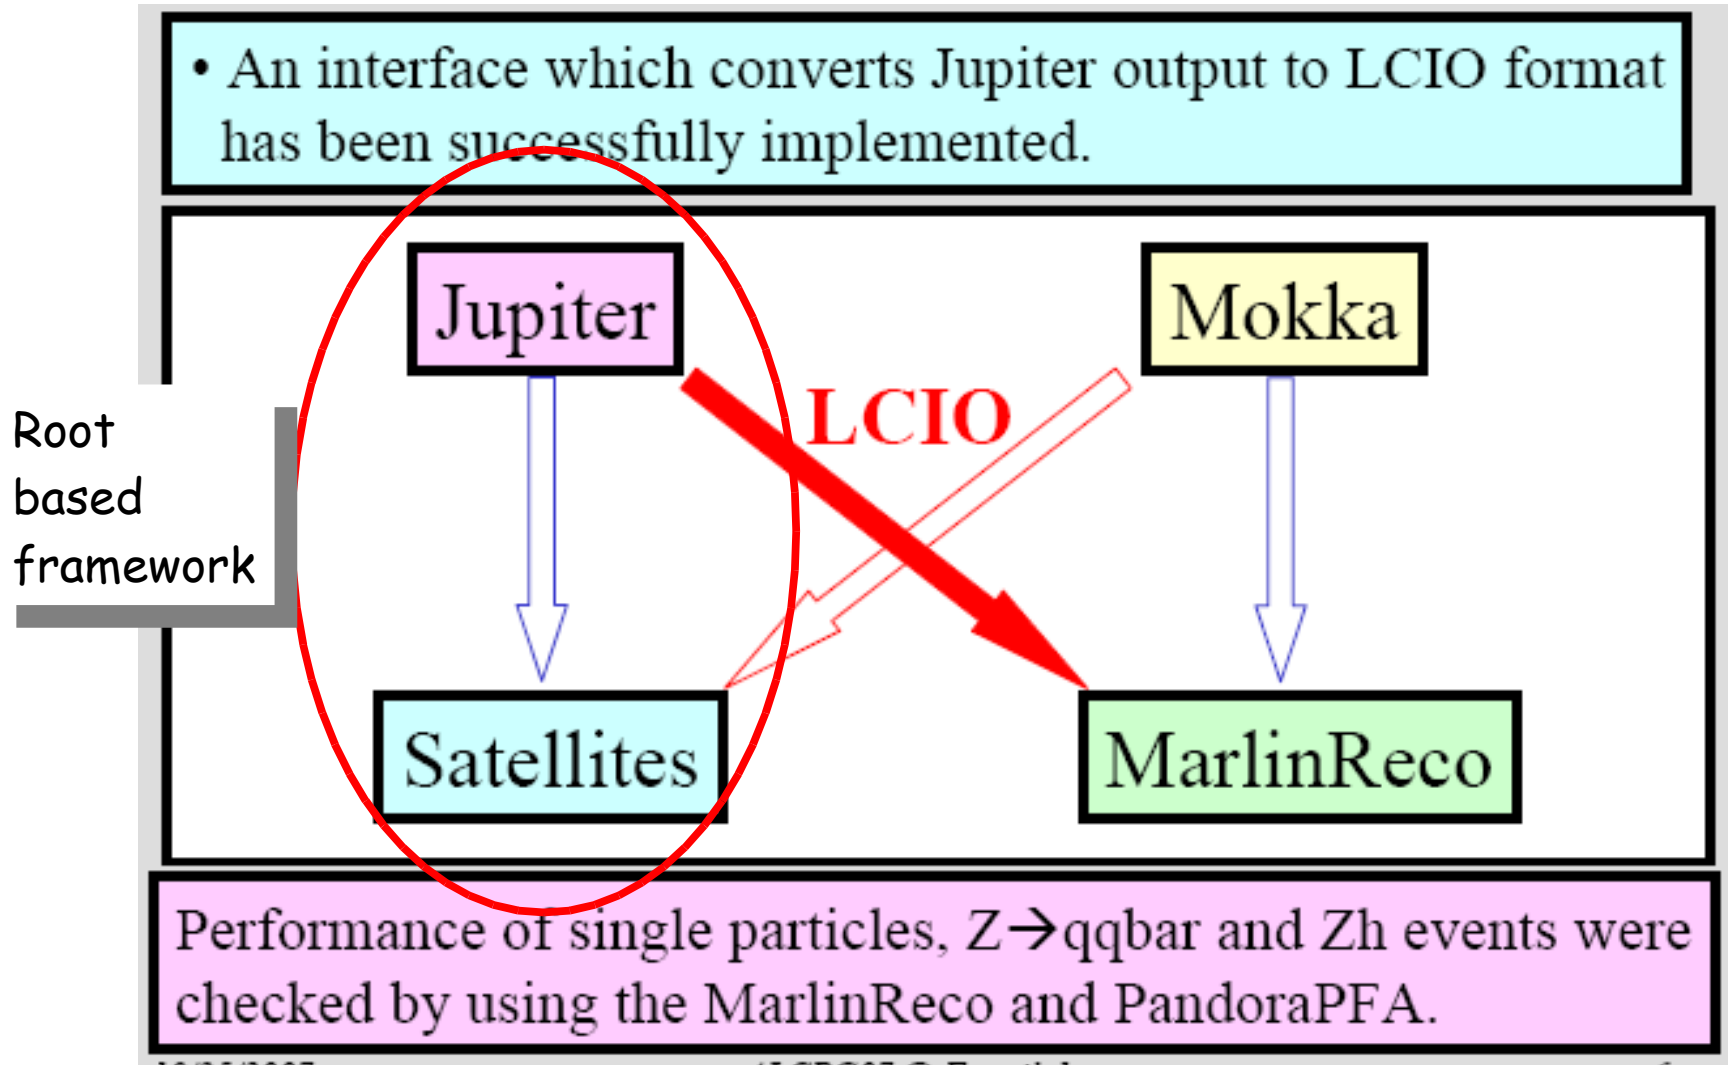 • An interface which converts Jupiter output to LCIO format
has been successfully implemented.
Jupiter
Mokka
LCIO
Root
based
framework
Satellites
MarlinReco
Performance of single particles, Z→qqbar and Zh events were
checked by using the MarlinReco and PandoraPFA.